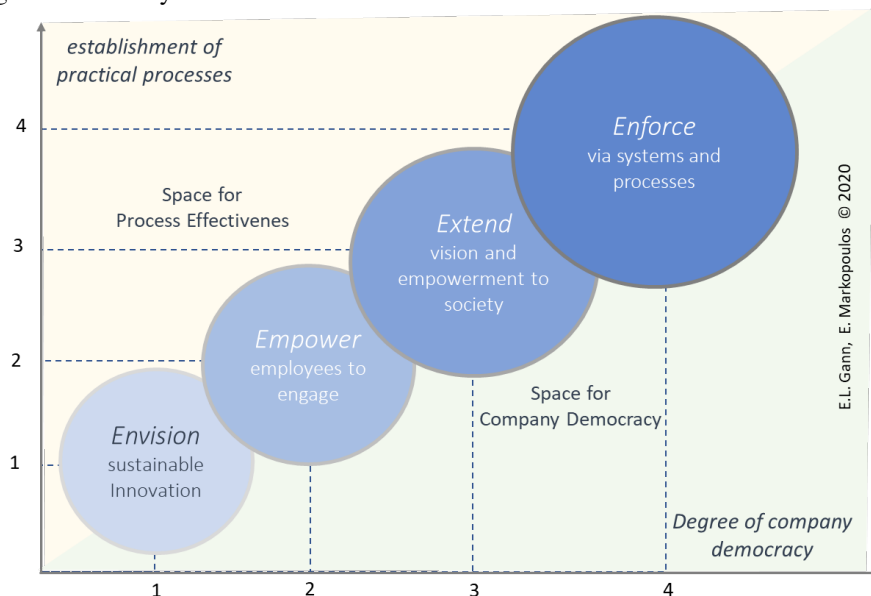 establishment of
practical processes
4
Enforce
via systems and
processes
Space for
Process Effectivenes
Extend
vision and
empowerment to
society
3
Empower
employees to
engage
2
Space for
Company Democracy
Envision
sustainable
Innovation
1
Degree of company
democracy
1
2
3
4
E.L. Gann, E. Markopoulos © 2020